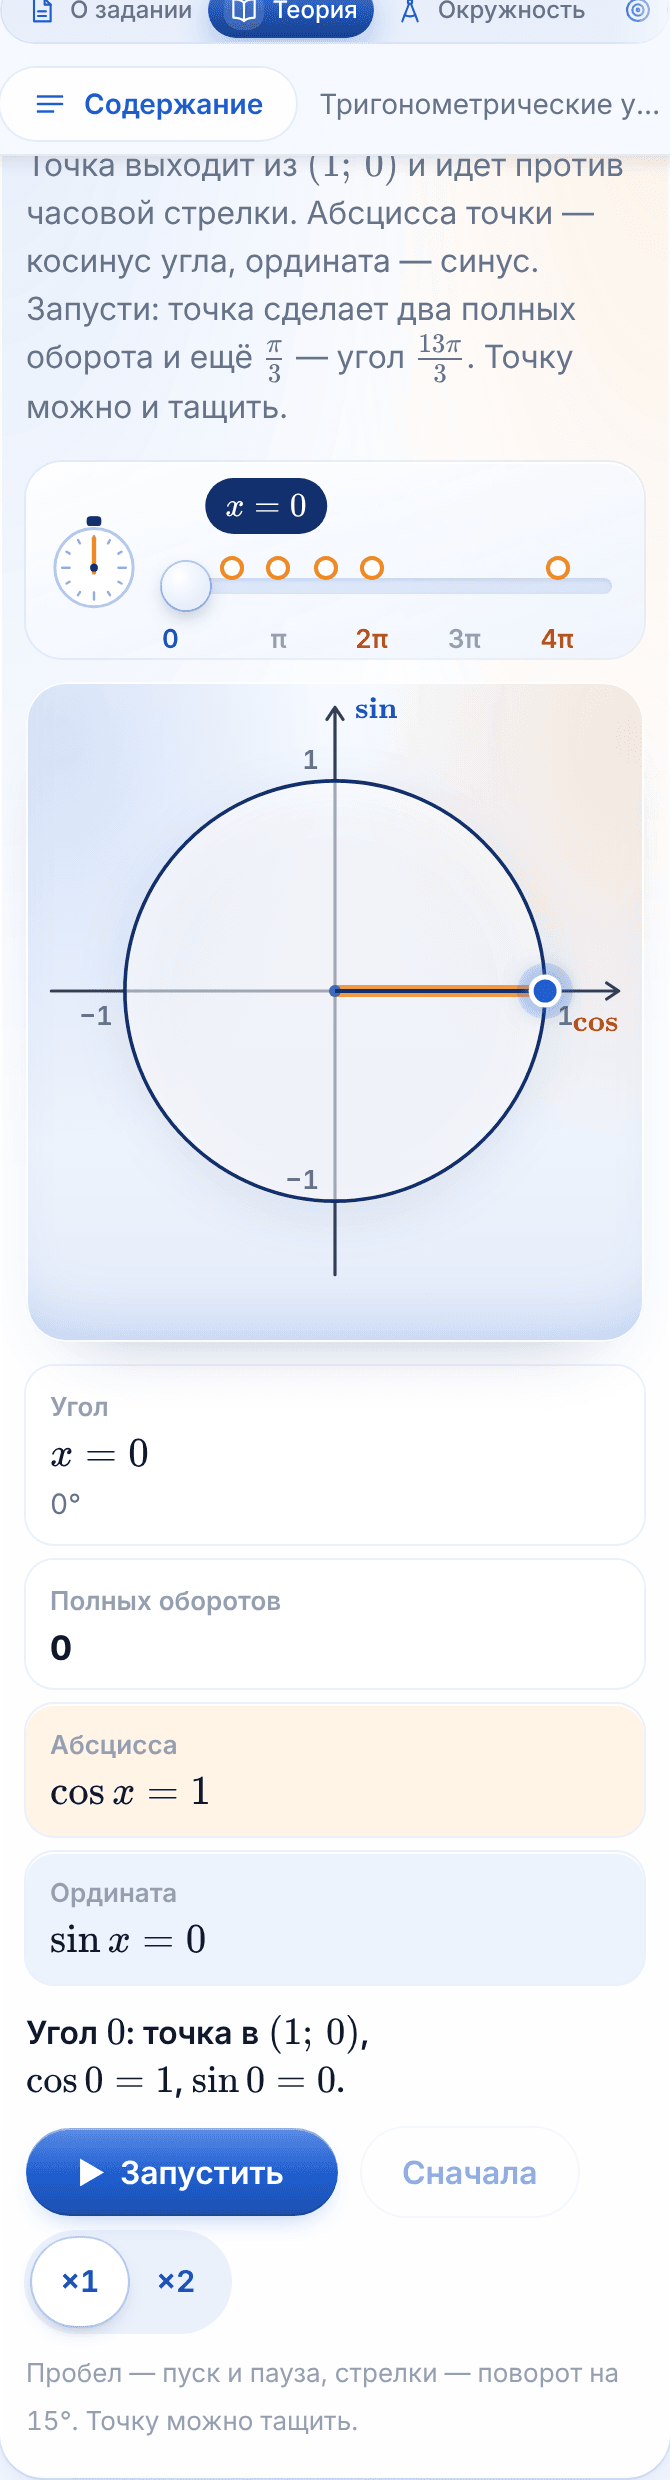 О задании Теория Окружность
Содержание Тригонометрические у...
Точка выходит из (1; 0) и идет против
часовой стрелки. Абсцисса точки —
косинус угла, ордината — синус.
Запусти: точка сделает два полных
оборота и ещё π/3 — угол 13π/3. Точку
можно и тащить.
x = 0
0 π 2π 3π 4π
sin
1
−1
1
cos
−1
Угол
x = 0
0°
Полных оборотов
0
Абсцисса
cos x = 1
Ордината
sin x = 0
Угол 0: точка в (1; 0),
cos 0 = 1, sin 0 = 0.
Запустить Сначала
×1 ×2
Пробел — пуск и пауза, стрелки — поворот на
15°. Точку можно тащить.